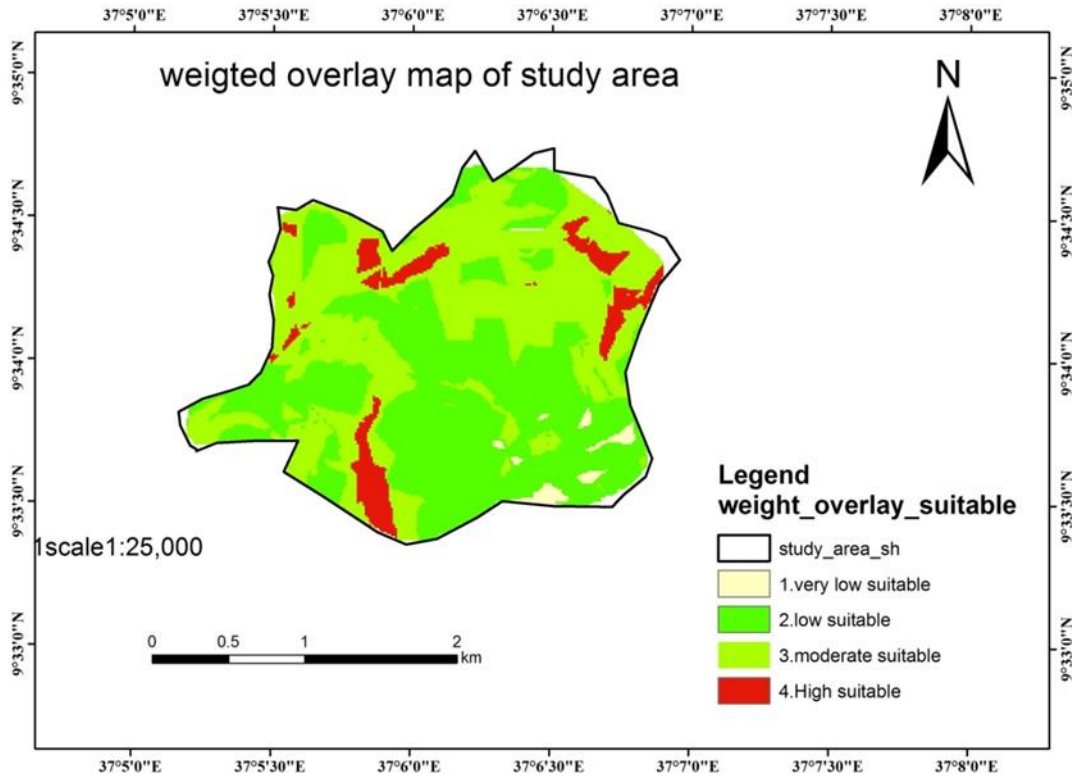 37°5'0"E 37°5'30"E 37°6'0"E 37°6'30"E 37°7'0"E 37°7'30"E 37°8'0"E
weigted overlay map of study area
N
9°35'0"N 9°35'0"N
9°34'30"N 9°34'30"N
9°34'0"N 9°34'0"N
9°33'30"N 9°33'30"N
9°33'0"N 9°33'0"N
Legend
weight_overlay_suitable
study_area_sh
1.very low suitable
2.low suitable
3.moderate suitable
4.High suitable
1scale1:25,000
0 0.5 1 2
km
37°5'0"E 37°5'30"E 37°6'0"E 37°6'30"E 37°7'0"E 37°7'30"E 37°8'0"E